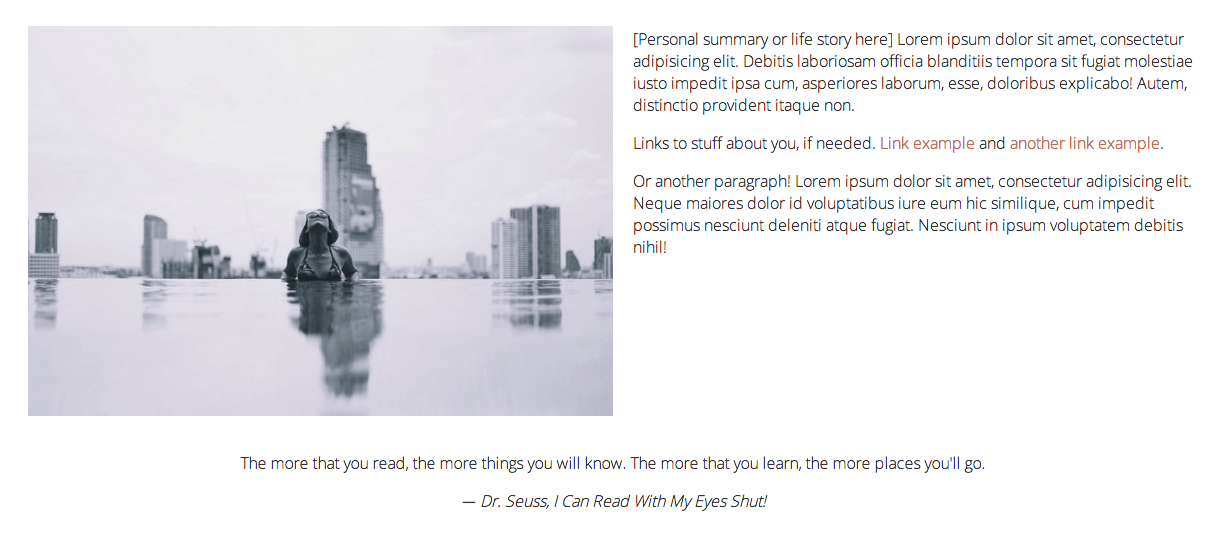 [Personal summary or life story here] Lorem ipsum dolor sit amet, consectetur
adipisicing elit. Debitis laboriosam officia blanditiis tempora sit fugiat molestiae
iusto impedit ipsa cum, asperiores laborum, esse, doloribus explicabo! Autem,
distinctio provident itaque non.
Links to stuff about you, if needed. Link example and another link example.
Or another paragraph! Lorem ipsum dolor sit amet, consectetur adipisicing elit.
Neque maiores dolor id voluptatibus iure eum hic similique, cum impedit
possimus nesciunt deleniti atque fugiat. Nesciunt in ipsum voluptatem debitis
nihil!
The more that you read, the more things you will know. The more that you learn, the more places you'll go.
— Dr. Seuss, I Can Read With My Eyes Shut!